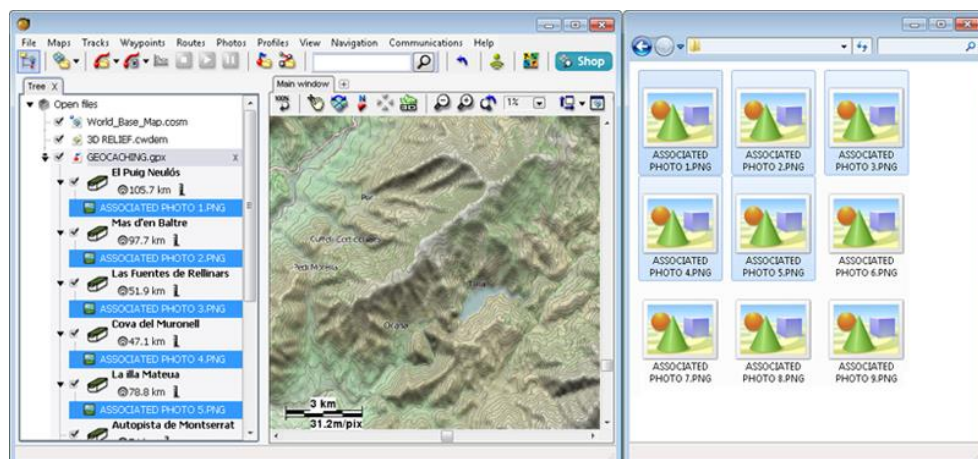 File Maps Tracks Waypoints Routes Photos Profiles View Navigation Communications Help
Shop
Tree X
Open files
World_Base_Map.cosm
3D RELIEF.cwdem
GEOCACHING.gpx x
El Puig Neulós
105.7 km
ASSOCIATED PHOTO 1.PNG
Mas d'en Baltre
97.7 km
ASSOCIATED PHOTO 2.PNG
Las Fuentes de Rellinars
51.9 km
ASSOCIATED PHOTO 3.PNG
Cova del Muronell
47.1 km
ASSOCIATED PHOTO 4.PNG
La illa Mateua
78.8 km
ASSOCIATED PHOTO 5.PNG
Autopista de Montserrat
Main window
100%
1%
Ocaña
3 km
31.2m/pix
ASSOCIATED
PHOTO 1.PNG
ASSOCIATED
PHOTO 2.PNG
ASSOCIATED
PHOTO 3.PNG
ASSOCIATED
PHOTO 4.PNG
ASSOCIATED
PHOTO 5.PNG
ASSOCIATED
PHOTO 6.PNG
ASSOCIATED
PHOTO 7.PNG
ASSOCIATED
PHOTO 8.PNG
ASSOCIATED
PHOTO 9.PNG